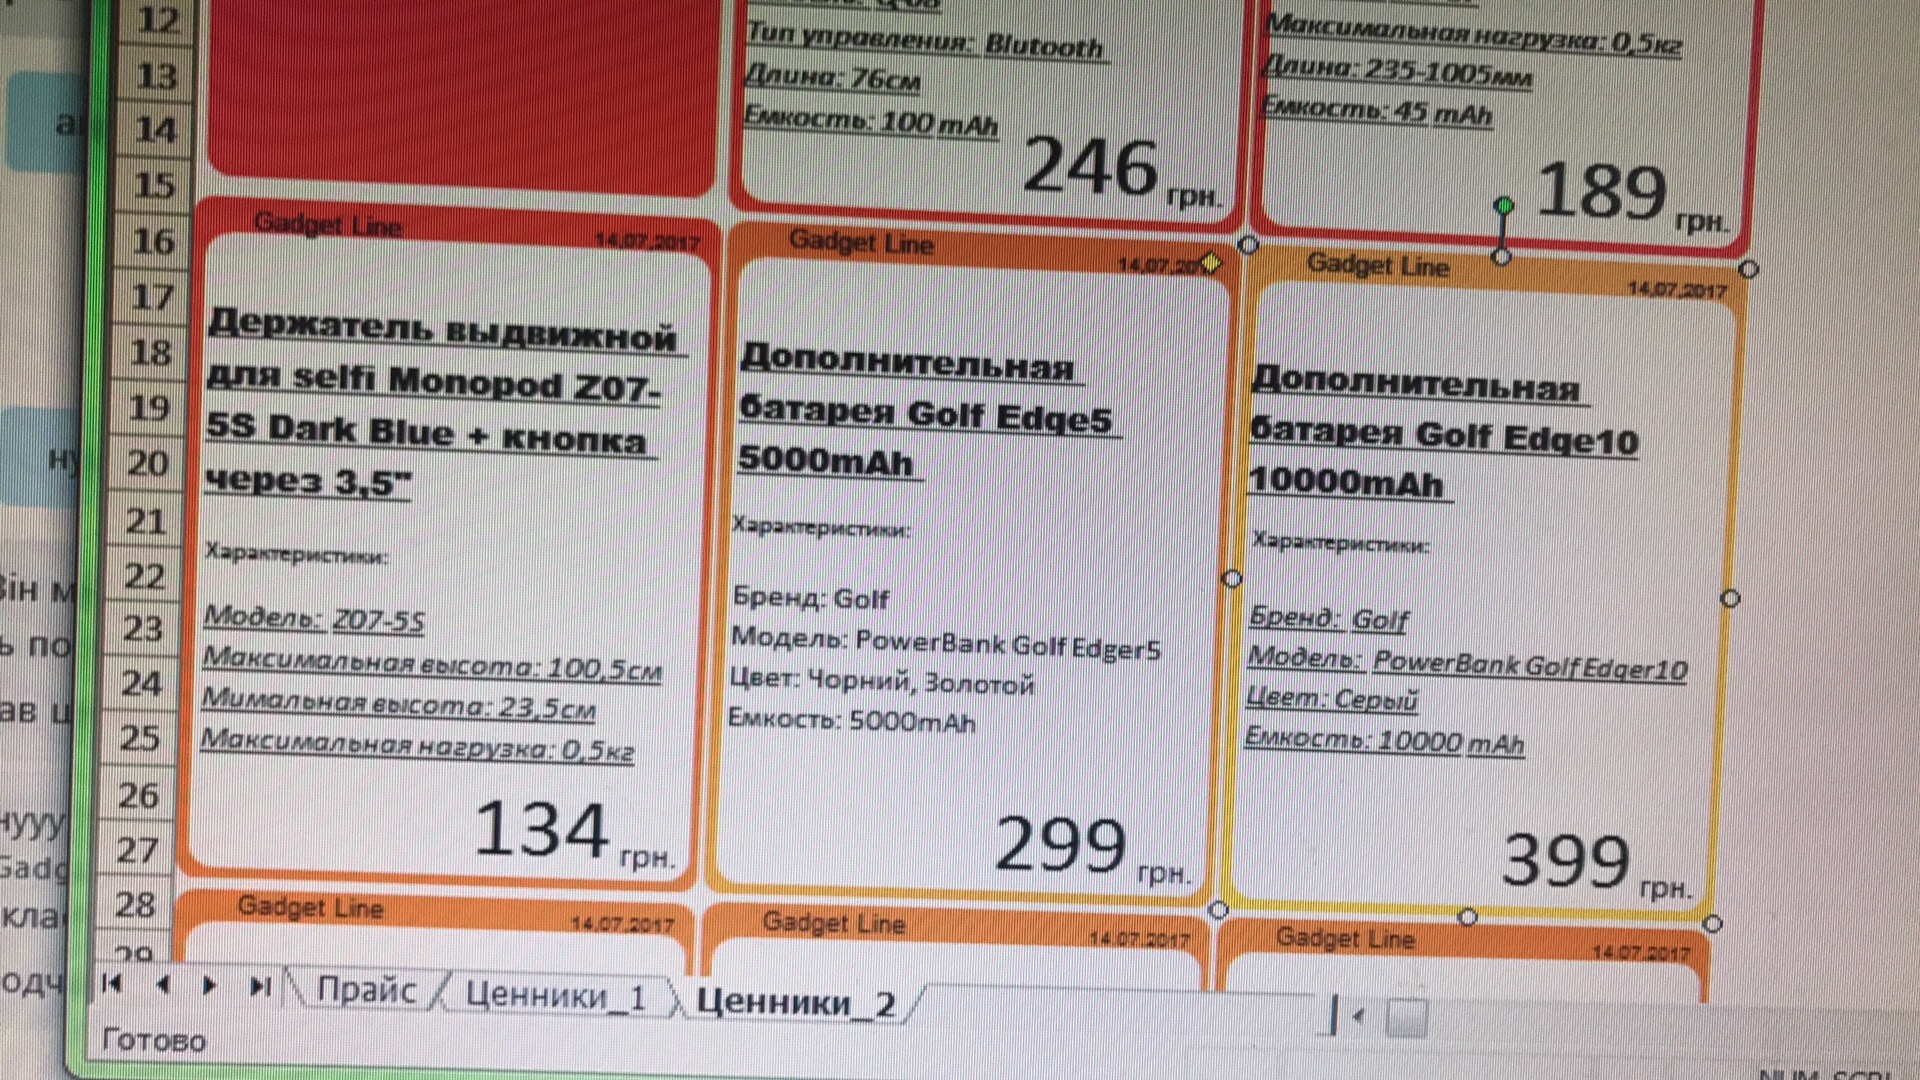 12
13
14
15
16
17
18
19
20
21
22
23
24
25
26
27
28
29
Тип управления: Blutooth
Длина: 76см
Емкость: 100 mAh
246 грн.
Максимальная нагрузка: 0,5кг
Длина: 235-1005мм
Емкость: 45 mAh
189 грн.
Gadget Line
14.07.2017
Держатель выдвижной
для selfi Monopod Z07-
5S Dark Blue + кнопка
через 3,5"
Характеристики:
Модель: Z07-5S
Максимальная высота: 100,5см
Мимальная высота: 23,5см
Максимальная нагрузка: 0,5кг
134 грн.
Gadget Line
Дополнительная
батарея Golf Edge5
5000mAh
Характеристики:
Бренд: Golf
Модель: PowerBank Golf Edger5
Цвет: Чорний, Золотой
Емкость: 5000mAh
299 грн.
Gadget Line
14.07.2017
Дополнительная
батарея Golf Edge10
10000mAh
Характеристики:
Бренд: Golf
Модель: PowerBank Golf Edger10
Цвет: Серый
Емкость: 10000 mAh
399 грн.
Gadget Line
14.07.2017
Gadget Line
14.07.2017
Gadget Line
14.07.2017
Прайс
Ценники_1
Ценники_2
Готово